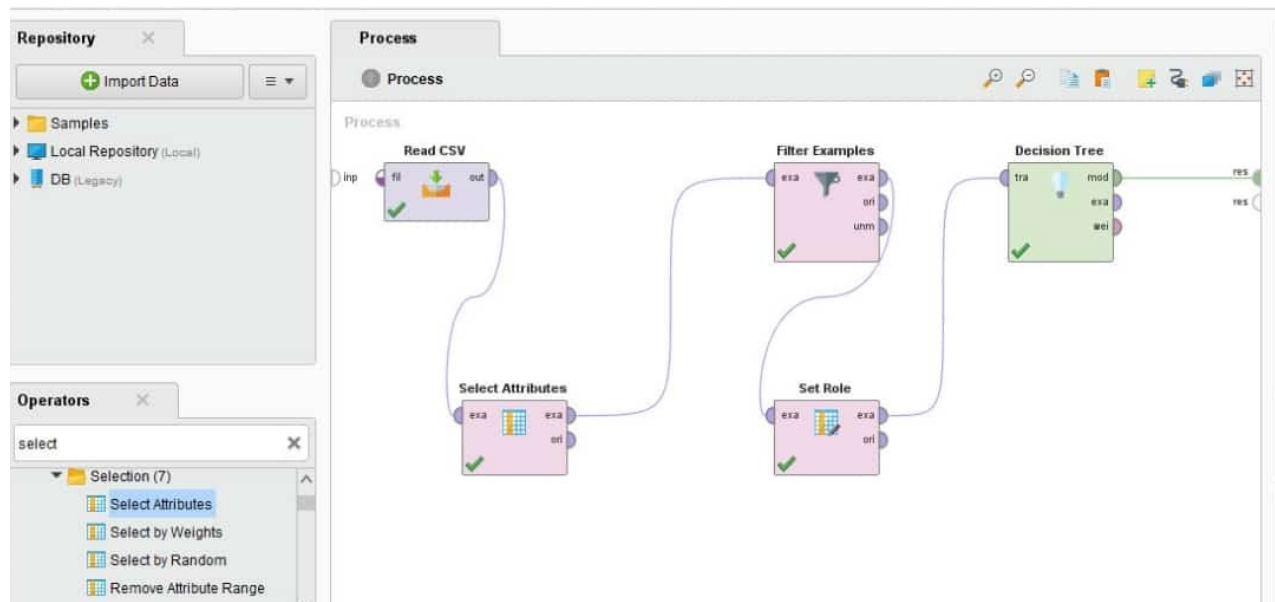 Repository
Import Data
Samples
Local Repository (Local)
DB (Legacy)
Operators
select
Selection (7)
Select Attributes
Select by Weights
Select by Random
Remove Attribute Range
Process
Process
Process
Read CSV
inp
fil
out
Select Attributes
exa
exa
ori
Filter Examples
exa
exa
ori
unm
Set Role
exa
exa
ori
Decision Tree
tra
mod
exa
wei
res
res